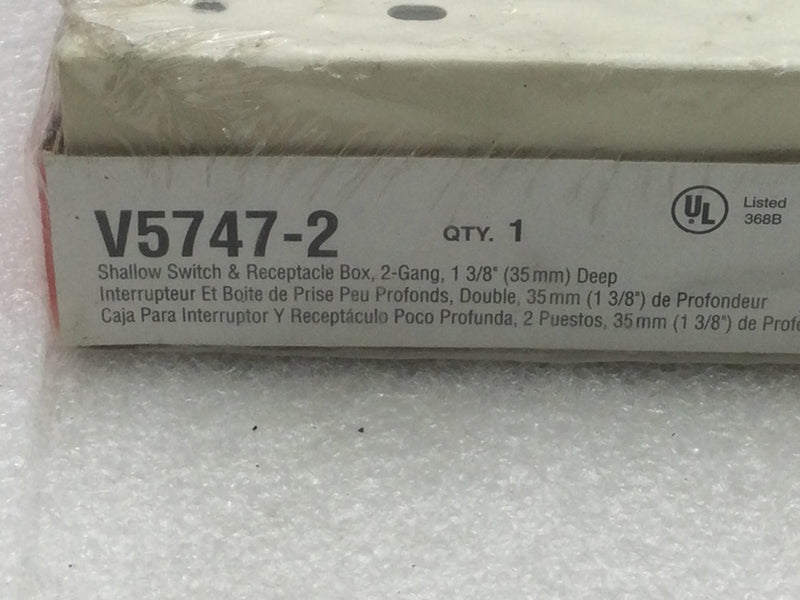 V5747-2 QTY. 1
UL Listed
368B
Shallow Switch & Receptacle Box, 2-Gang, 1 3/8" (35mm) Deep
Interrupteur Et Boite de Prise Peu Profonds, Double, 35mm (1 3/8") de Profondeur
Caja Para Interruptor Y Receptáculo Poco Profunda, 2 Puestos, 35mm (1 3/8") de